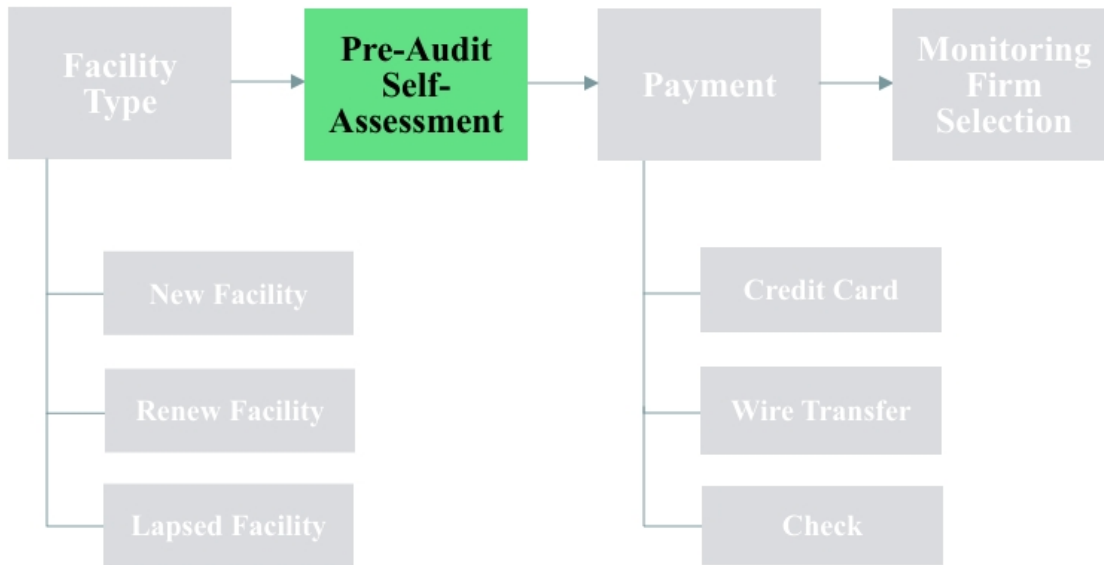 Facility
Type
Pre-Audit
Self-
Assessment
Payment
Monitoring
Firm
Selection
New Facility
Renew Facility
Lapsed Facility
Credit Card
Wire Transfer
Check